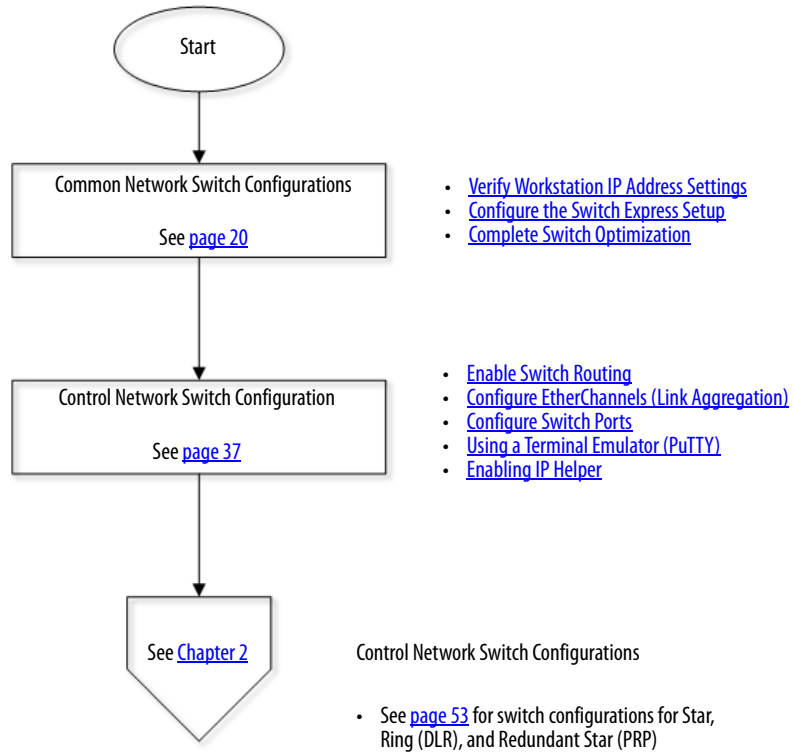 Start
Common Network Switch Configurations
See page 20
• Verify Workstation IP Address Settings
• Configure the Switch Express Setup
• Complete Switch Optimization
Control Network Switch Configuration
See page 37
• Enable Switch Routing
• Configure EtherChannels (Link Aggregation)
• Configure Switch Ports
• Using a Terminal Emulator (PuTTY)
• Enabling IP Helper
See Chapter 2
Control Network Switch Configurations
• See page 53 for switch configurations for Star,
Ring (DLR), and Redundant Star (PRP)